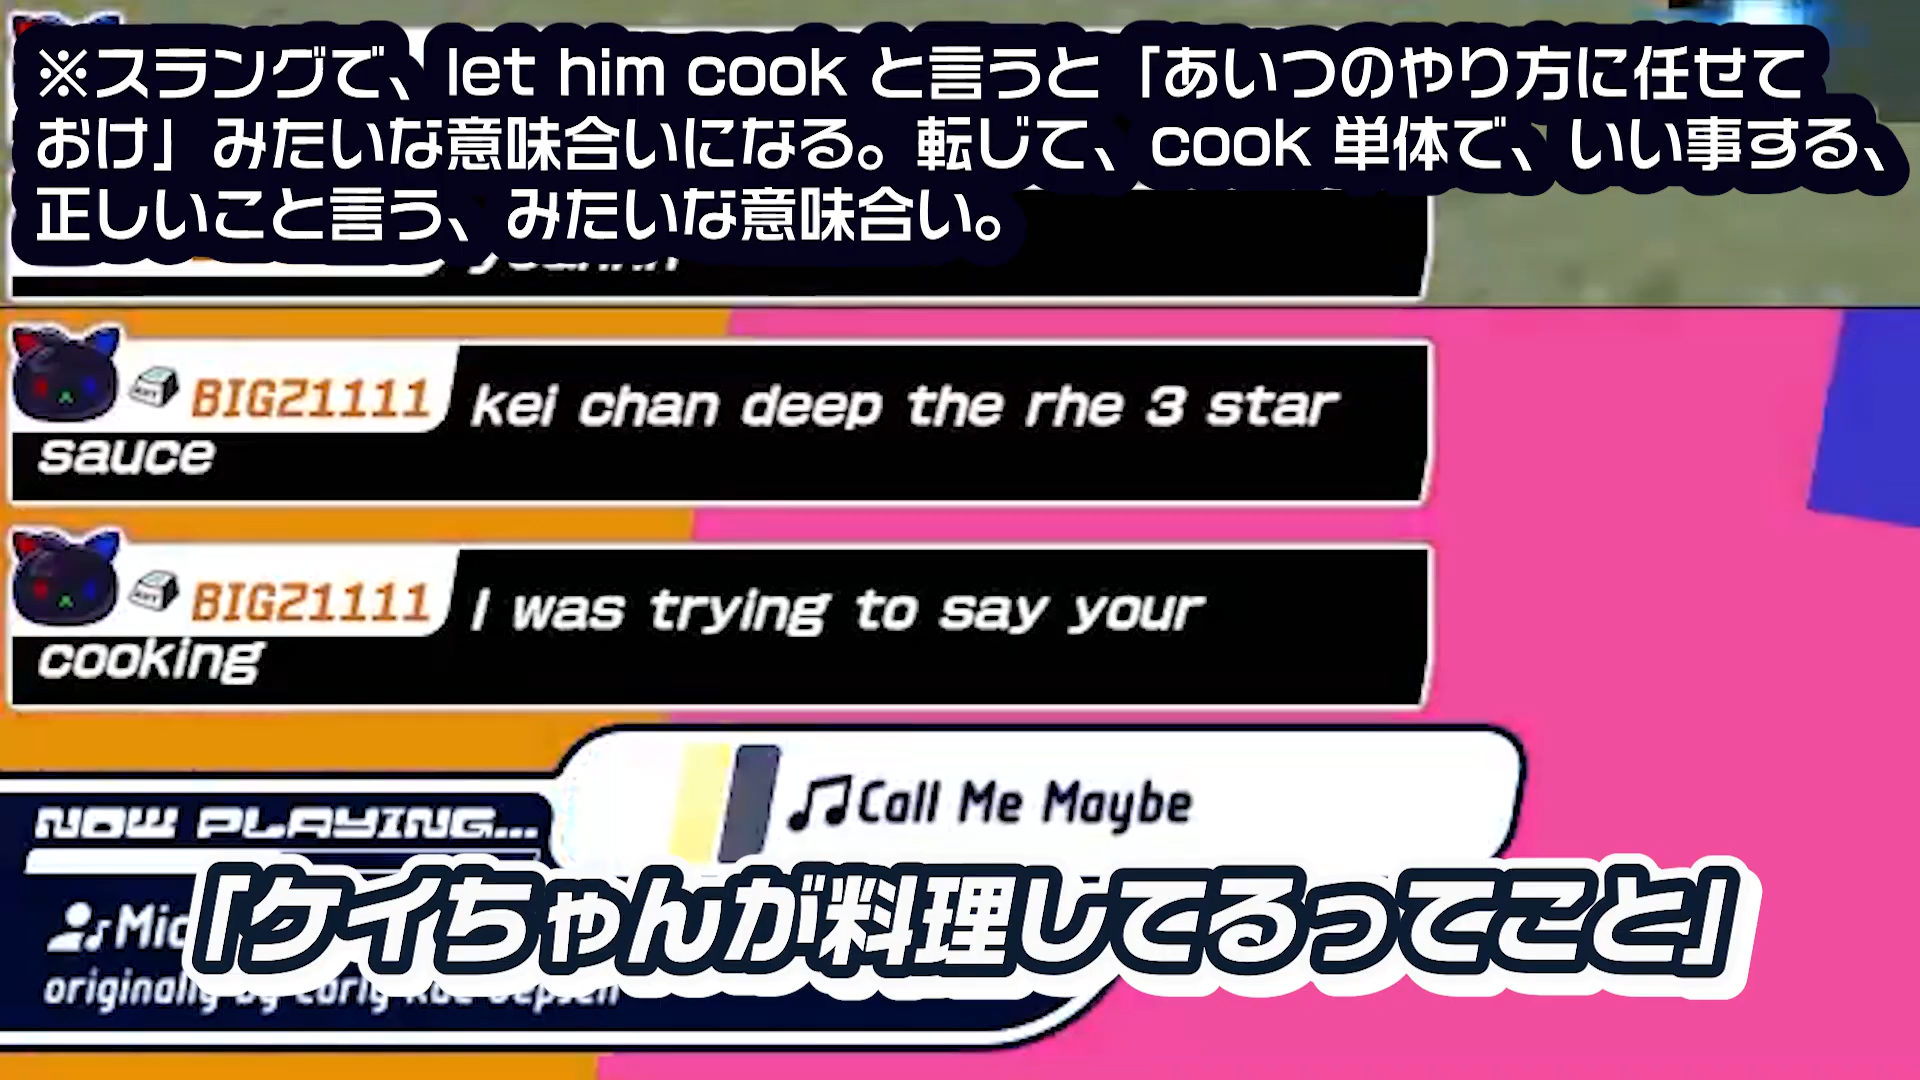 ※スラングで、let him cook と言うと「あいつのやり方に任せて
おけ」みたいな意味合いになる。転じて、cook 単体で、いい事する、
正しいこと言う、みたいな意味合い。
BIG21111 kei chan deep the rhe 3 star
sauce
BIG21111 I was trying to say your
cooking
♫Call Me Maybe
NOW PLAYING...
「ケイちゃんが料理してるってこと」
originally by Carly Rae Jepsen